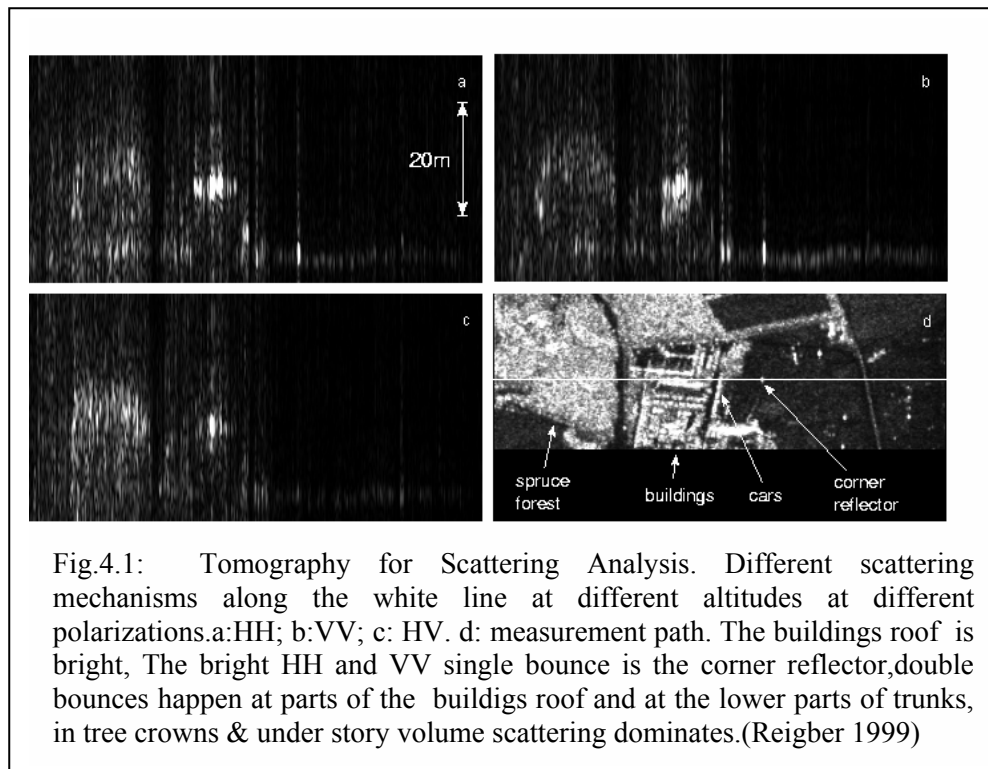 a
20m
b
c
d
spruce
forest
buildings
cars
corner
reflector
Fig.4.1: Tomography for Scattering Analysis. Different scattering
mechanisms along the white line at different altitudes at different
polarizations.a:HH; b:VV; c: HV. d: measurement path. The buildings roof is
bright, The bright HH and VV single bounce is the corner reflector,double
bounces happen at parts of the buildigs roof and at the lower parts of trunks,
in tree crowns & under story volume scattering dominates.(Reigber 1999)